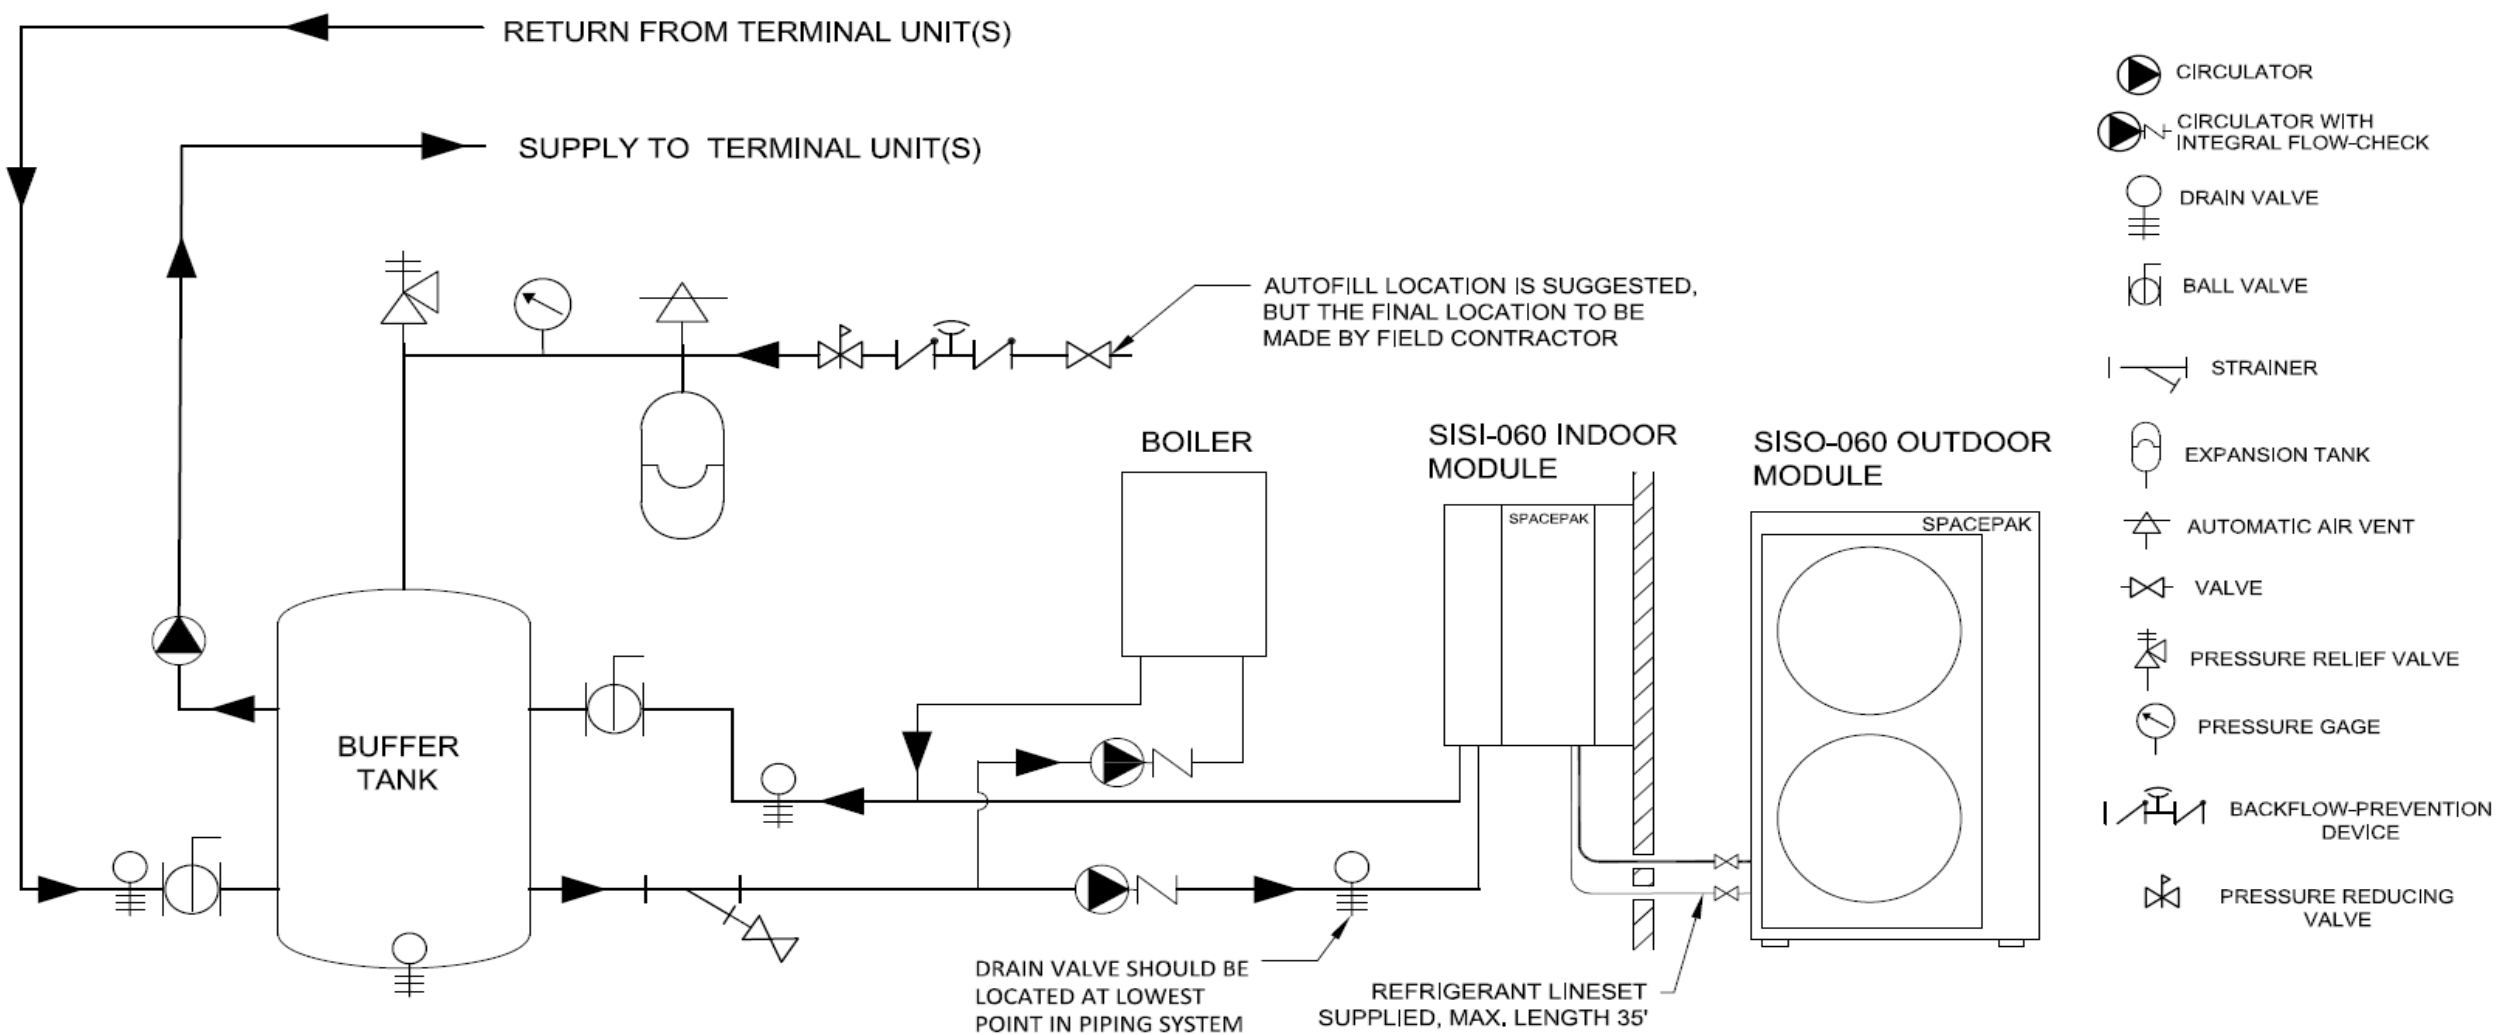 RETURN FROM TERMINAL UNIT(S)
SUPPLY TO TERMINAL UNIT(S)
AUTOFILL LOCATION IS SUGGESTED,
BUT THE FINAL LOCATION TO BE
MADE BY FIELD CONTRACTOR
BOILER
SISI-060 INDOOR
MODULE
SPACEPAK
SISO-060 OUTDOOR
MODULE
SPACEPAK
BUFFER
TANK
DRAIN VALVE SHOULD BE
LOCATED AT LOWEST
POINT IN PIPING SYSTEM
REFRIGERANT LINESET
SUPPLIED, MAX. LENGTH 35'
CIRCULATOR
CIRCULATOR WITH
INTEGRAL FLOW-CHECK
DRAIN VALVE
BALL VALVE
STRAINER
EXPANSION TANK
AUTOMATIC AIR VENT
VALVE
PRESSURE RELIEF VALVE
PRESSURE GAGE
BACKFLOW-PREVENTION
DEVICE
PRESSURE REDUCING
VALVE